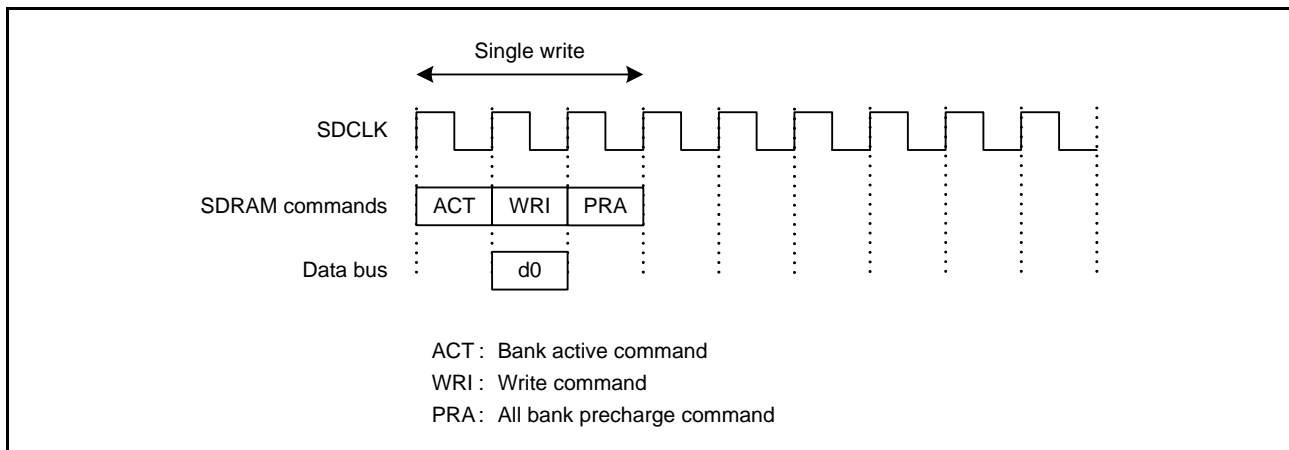 Single write
SDCLK
SDRAM commands ACT WRI PRA
Data bus d0
ACT : Bank active command
WRI : Write command
PRA : All bank precharge command